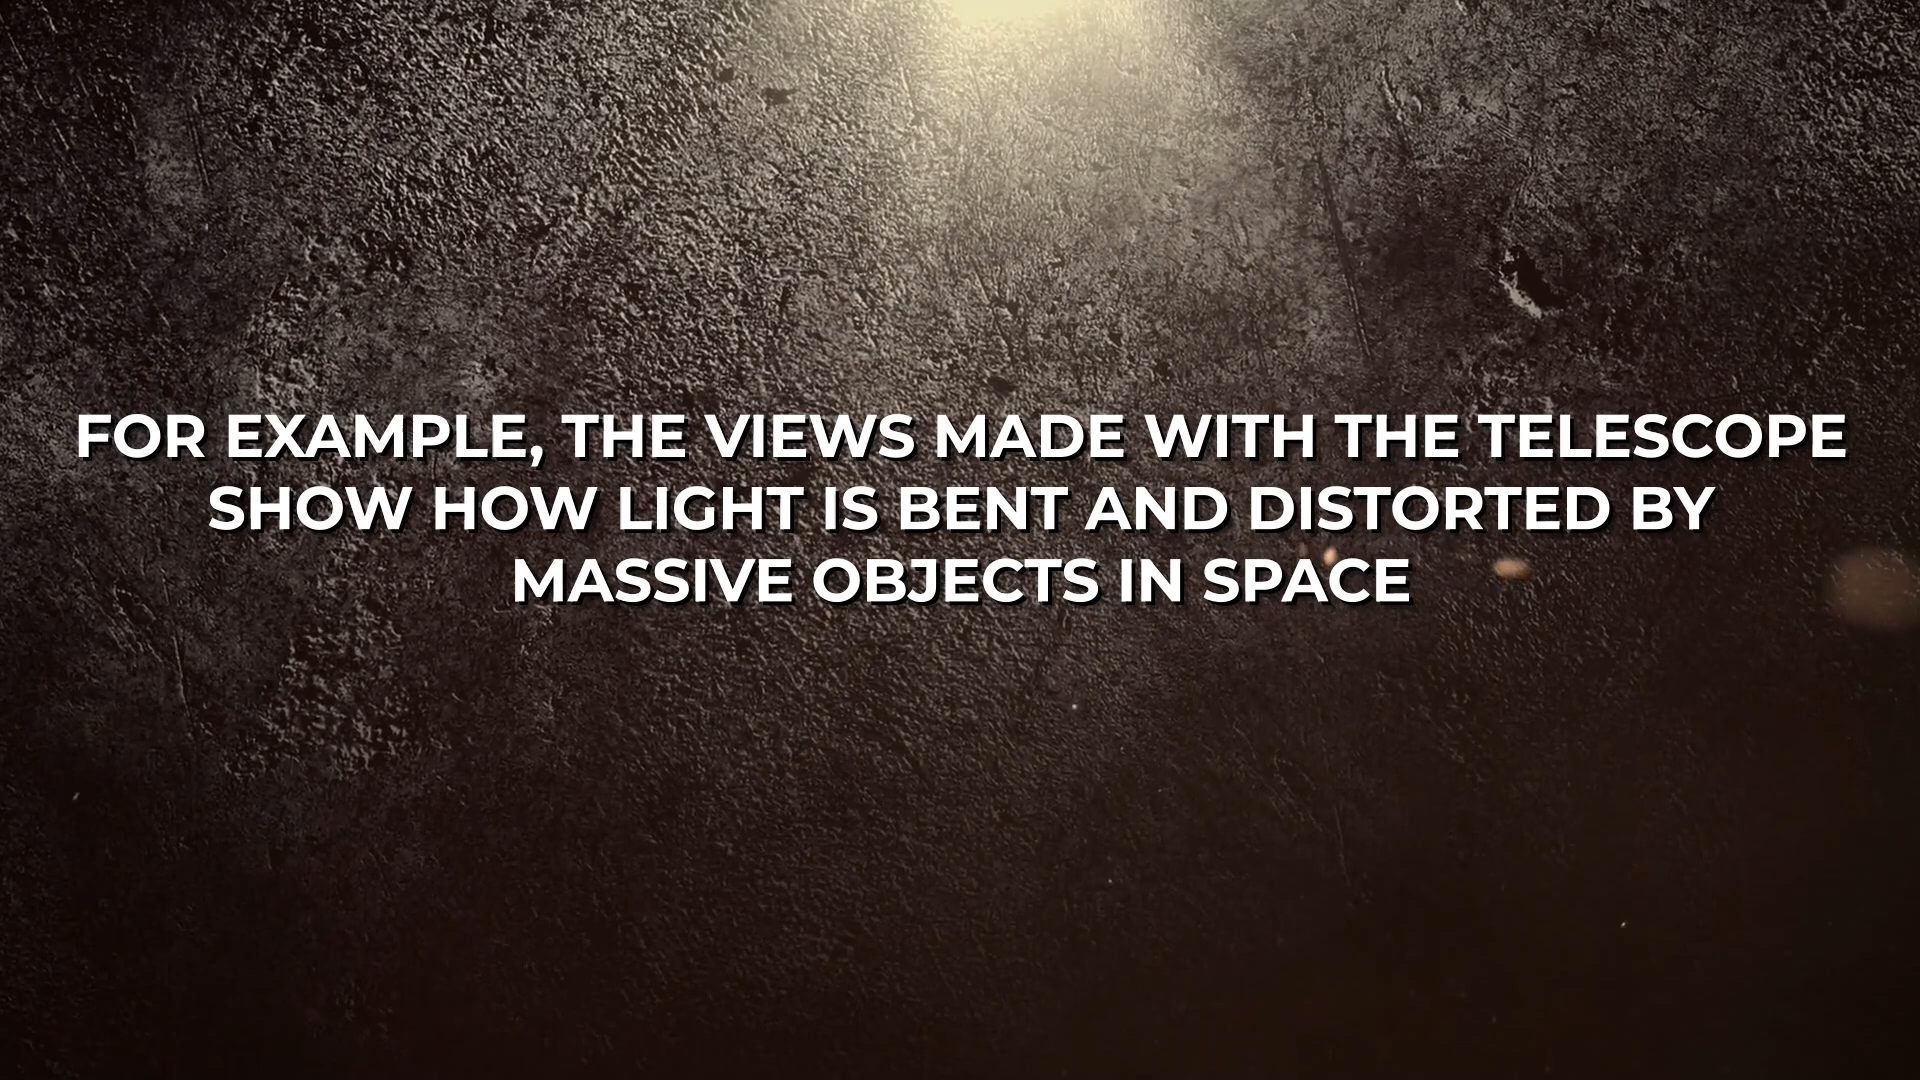 FOR EXAMPLE, THE VIEWS MADE WITH THE TELESCOPE
SHOW HOW LIGHT IS BENT AND DISTORTED BY
MASSIVE OBJECTS IN SPACE